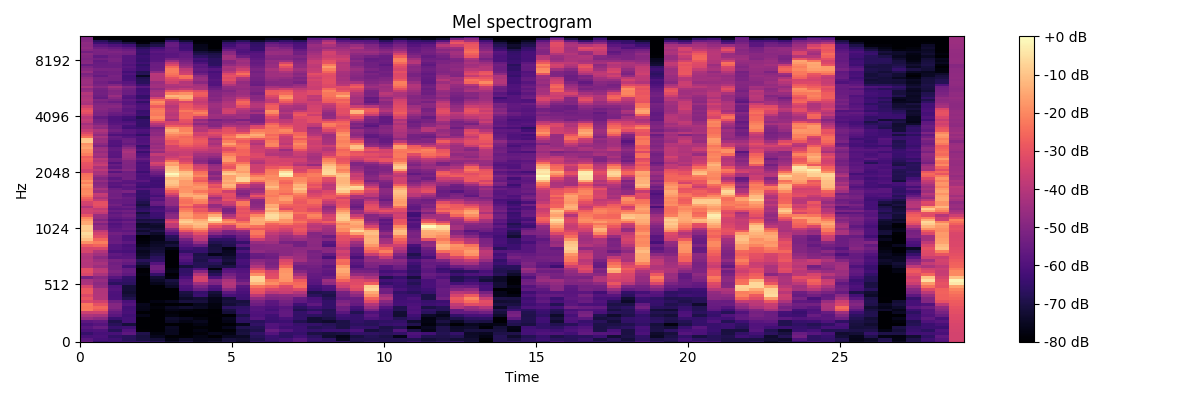 Mel spectrogram
Hz
8192
4096
2048
1024
512
0
0 5 10 15 20 25
Time
+0 dB
-10 dB
-20 dB
-30 dB
-40 dB
-50 dB
-60 dB
-70 dB
-80 dB